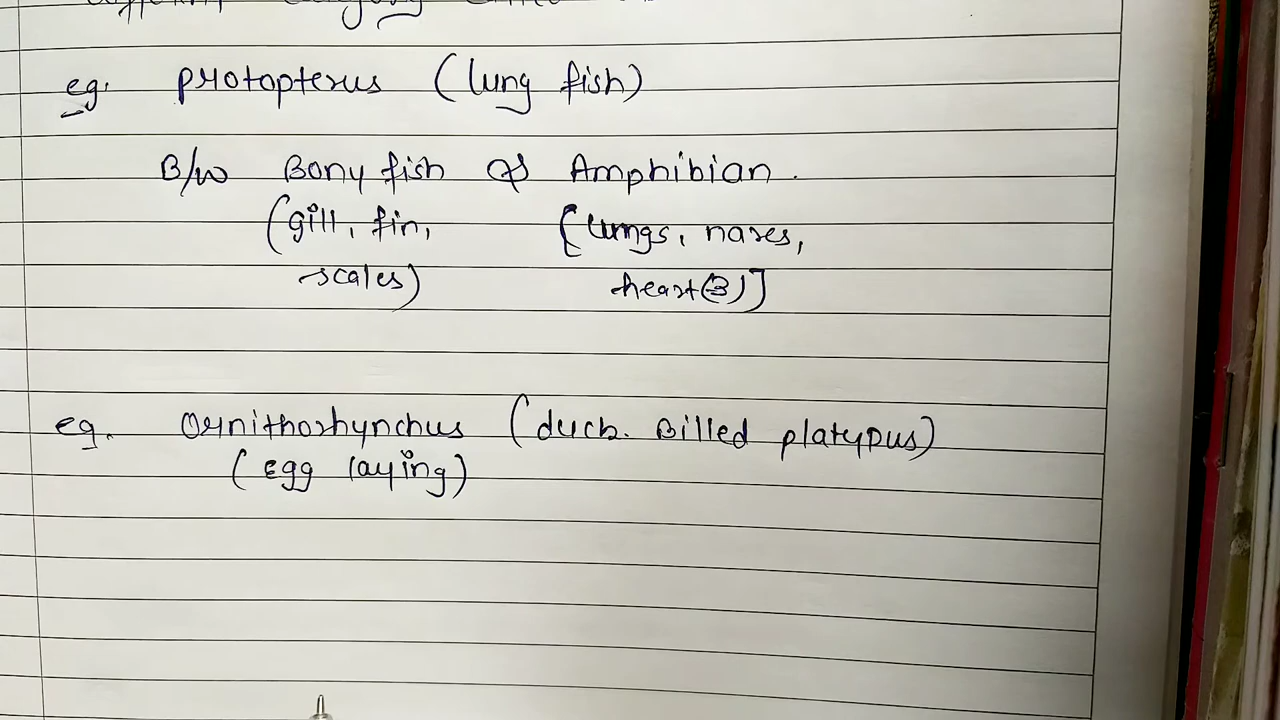 eg. Protopterus (lung fish)
B/w Bony fish & Amphibian.
(gill, fin, [lungs, nares,
scales) heart(3)]
eg. Ornithorhynchus (duck. Billed platypus)
(egg laying)